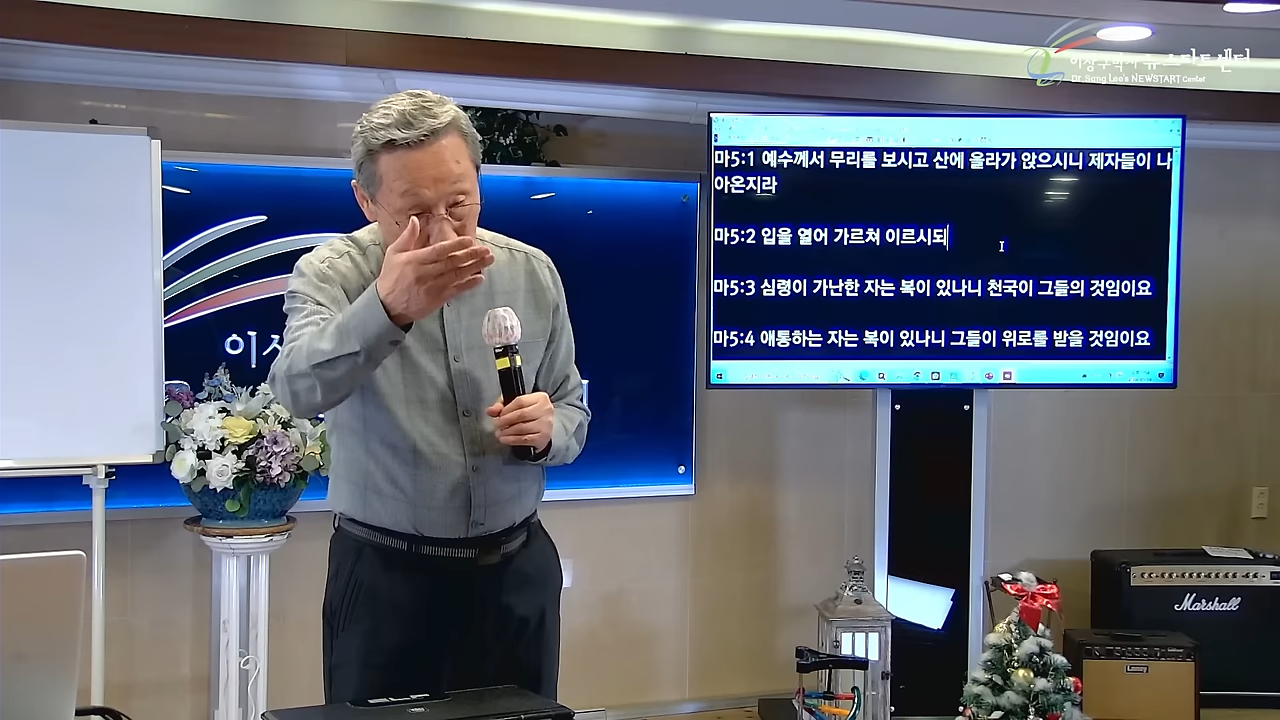 이상구박사 뉴스타트센터
Dr. Sang Lee's NEWSTART Center
마5:1 예수께서 무리를 보시고 산에 올라가 앉으시니 제자들이 나
아온지라
마5:2 입을 열어 가르쳐 이르시되
마5:3 심령이 가난한 자는 복이 있나니 천국이 그들의 것임이요
마5:4 애통하는 자는 복이 있나니 그들이 위로를 받을 것임이요
이상
Marshall
Laney